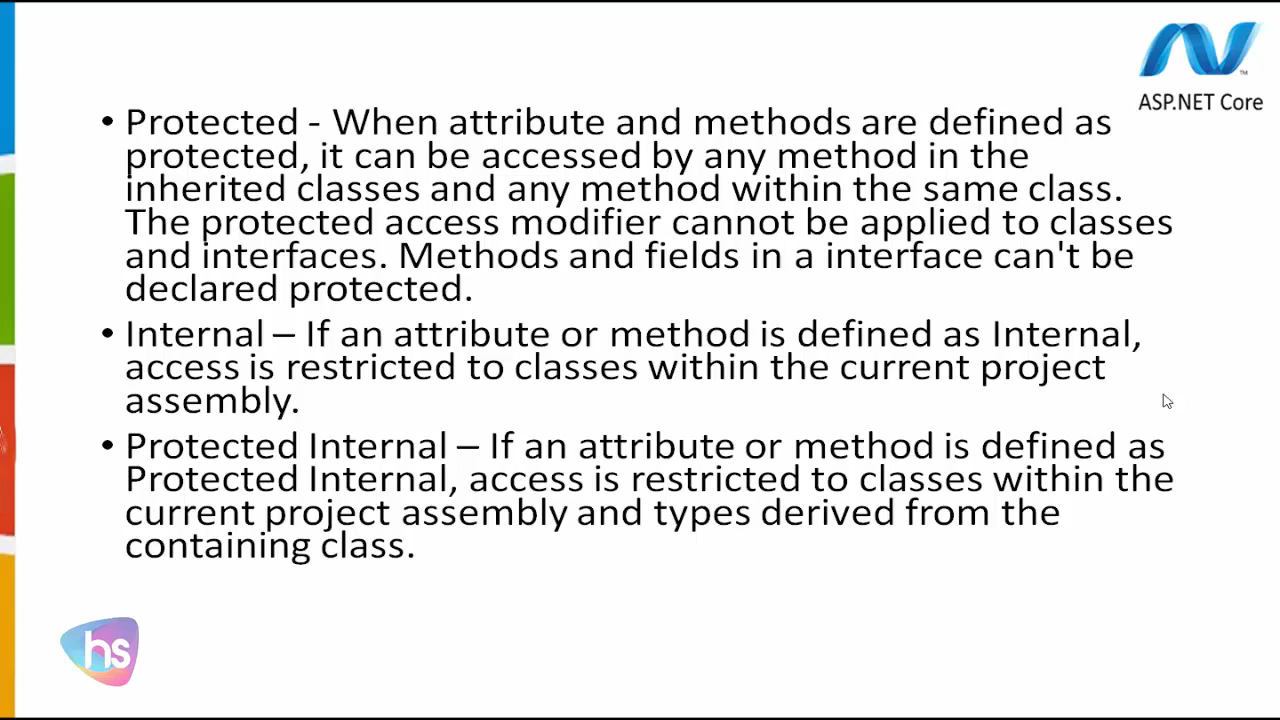 ASP.NET Core
• Protected - When attribute and methods are defined as
protected, it can be accessed by any method in the
inherited classes and any method within the same class.
The protected access modifier cannot be applied to classes
and interfaces. Methods and fields in a interface can't be
declared protected.
• Internal – If an attribute or method is defined as Internal,
access is restricted to classes within the current project
assembly.
• Protected Internal – If an attribute or method is defined as
Protected Internal, access is restricted to classes within the
current project assembly and types derived from the
containing class.
hs